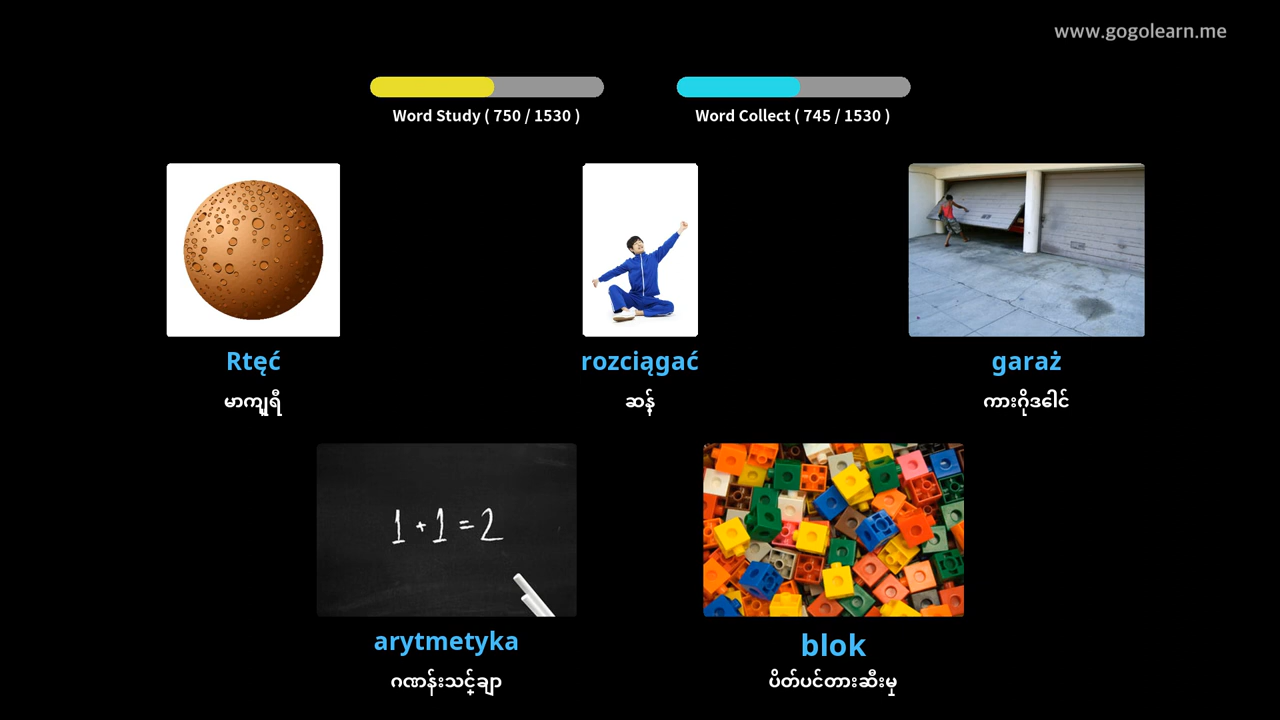 www.gogolearn.me
Word Study ( 750 / 1530 )
Word Collect ( 745 / 1530 )
Rtęć
rozciągać
garaż
မာကျူရီ
ဆန့်
ကားဂိုဒေါင်
1 + 1 = 2
arytmetyka
blok
ဂဏန်းသင်္ချာ
ပိတ်ပင်တားဆီးမှု